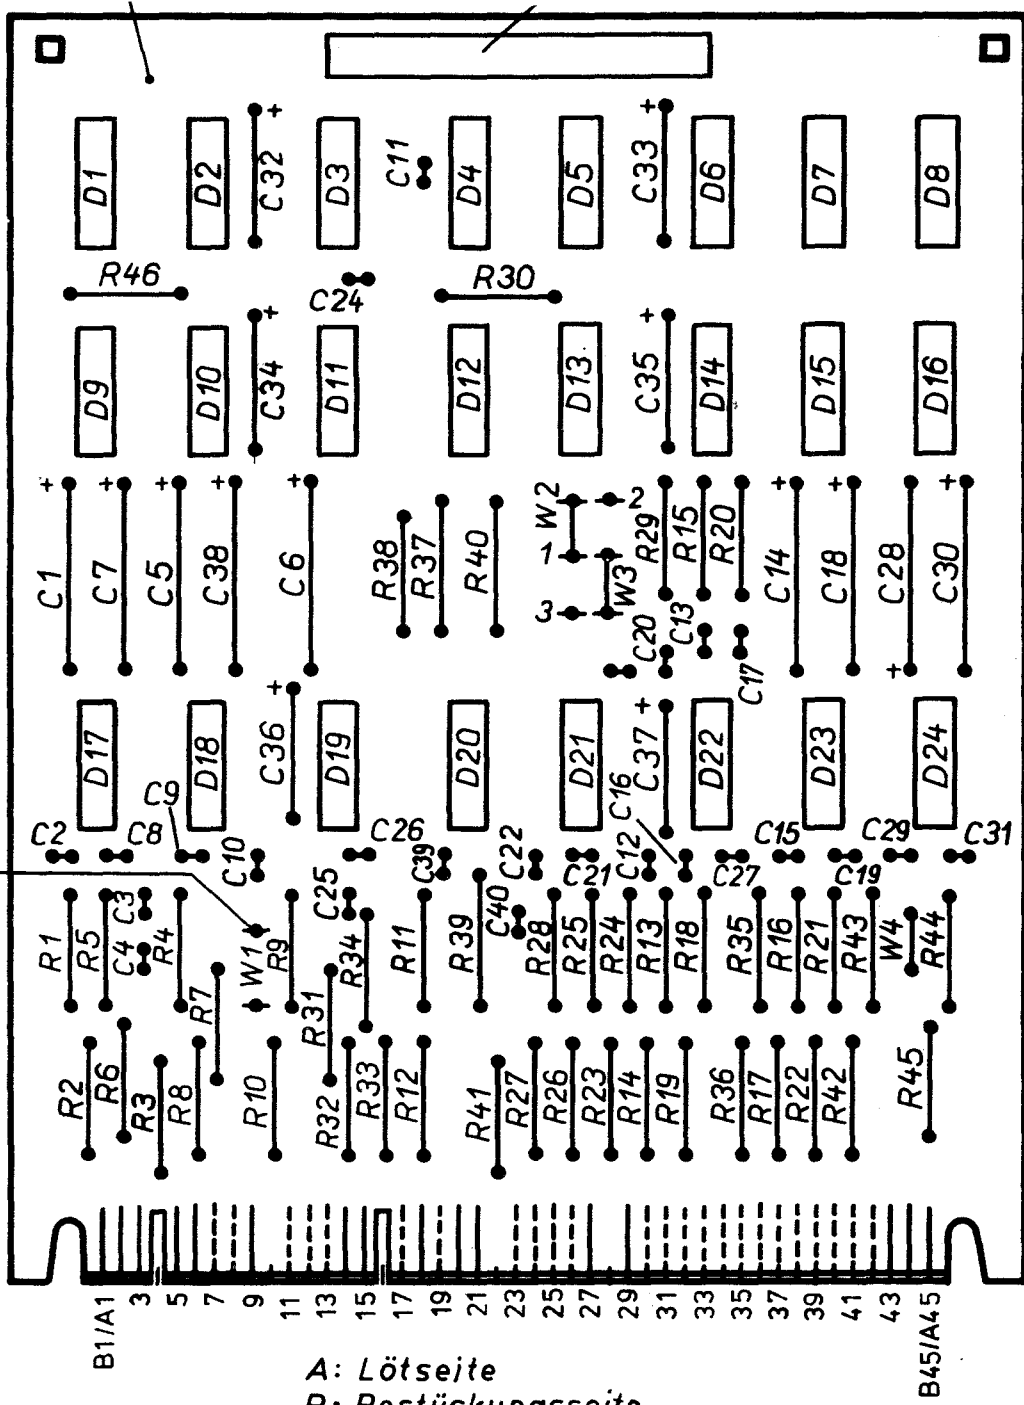 D1 D2 + C32 D3 C11 D4 D5 + C33 D6 D7 D8
R46 C24 R30
D9 D10 + C34 D11 D12 D13 + C35 D14 D15 D16
+ C1 + C7 + C5 + C38 + C6 R38 R37 R40 W2 2 1 3 W3 R29 R15 R20 + C14 + C18 C28 + + C30
C20 C13 C17
D17 D18 + C36 D19 D20 D21 + C37 D22 D23 D24
C2 C8 C9 C10 C26 C39 C22 C21 C12 C16 C27 C15 C19 C29 C31
R1 R5 C3 C4 R4 R7 W1 R9 R31 C25 R34 R11 R39 C40 R28 R25 R24 R13 R18 R35 R16 R21 R43 W4 R44
R2 R6 R3 R8 R10 R32 R33 R12 R41 R27 R26 R23 R14 R19 R36 R17 R22 R42 R45
B1/A1 3 5 7 9 11 13 15 17 19 21 23 25 27 29 31 33 35 37 39 41 43 B45/A45
A: Lötseite
B: Bestückungsseite